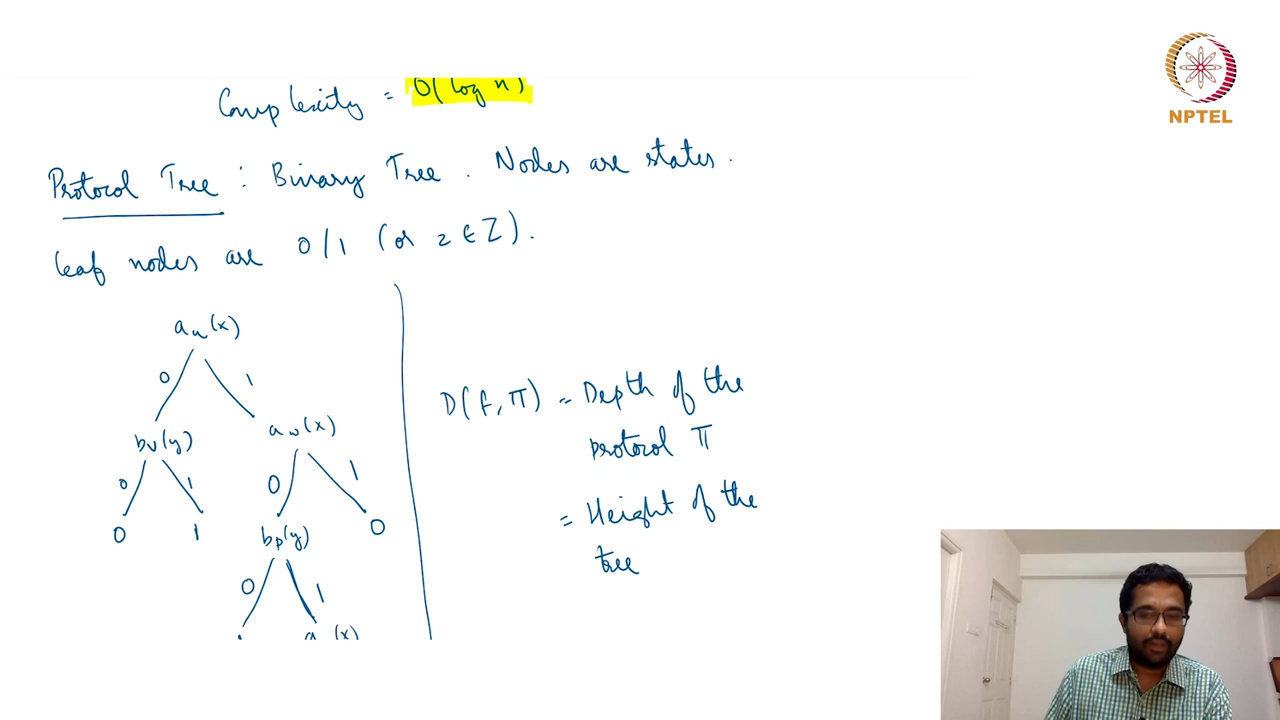 Complexity = O(log n)
NPTEL
Protocol Tree : Binary Tree. Nodes are states.
leaf nodes are 0/1 (or z ∈ Z).
a_u(x)
0 1
b_v(y) a_w(x)
0 1 0 1
0 1 b_p(y) 0
0 1
a (x)
D(f, π) = Depth of the
protocol π
= Height of the
tree